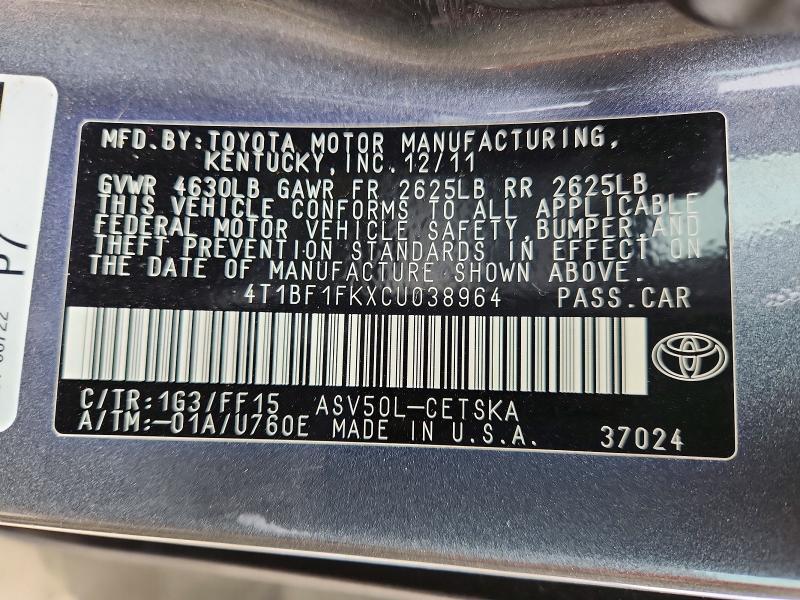 MFD.BY:TOYOTA MOTOR MANUFACTURING,
KENTUCKY,INC.12/11
GVWR 4630LB GAWR FR 2625LB RR 2625LB
THIS VEHICLE CONFORMS TO ALL APPLICABLE
FEDERAL MOTOR VEHICLE SAFETY,BUMPER,AND
THEFT PREVENTION STANDARDS IN EFFECT ON
THE DATE OF MANUFACTURE SHOWN ABOVE.
4T1BF1FKXCU038964 PASS.CAR
C/TR:1G3/FF15 ASV50L-CETSKA
A/TM:-01A/U760E MADE IN U.S.A. 37024
P7